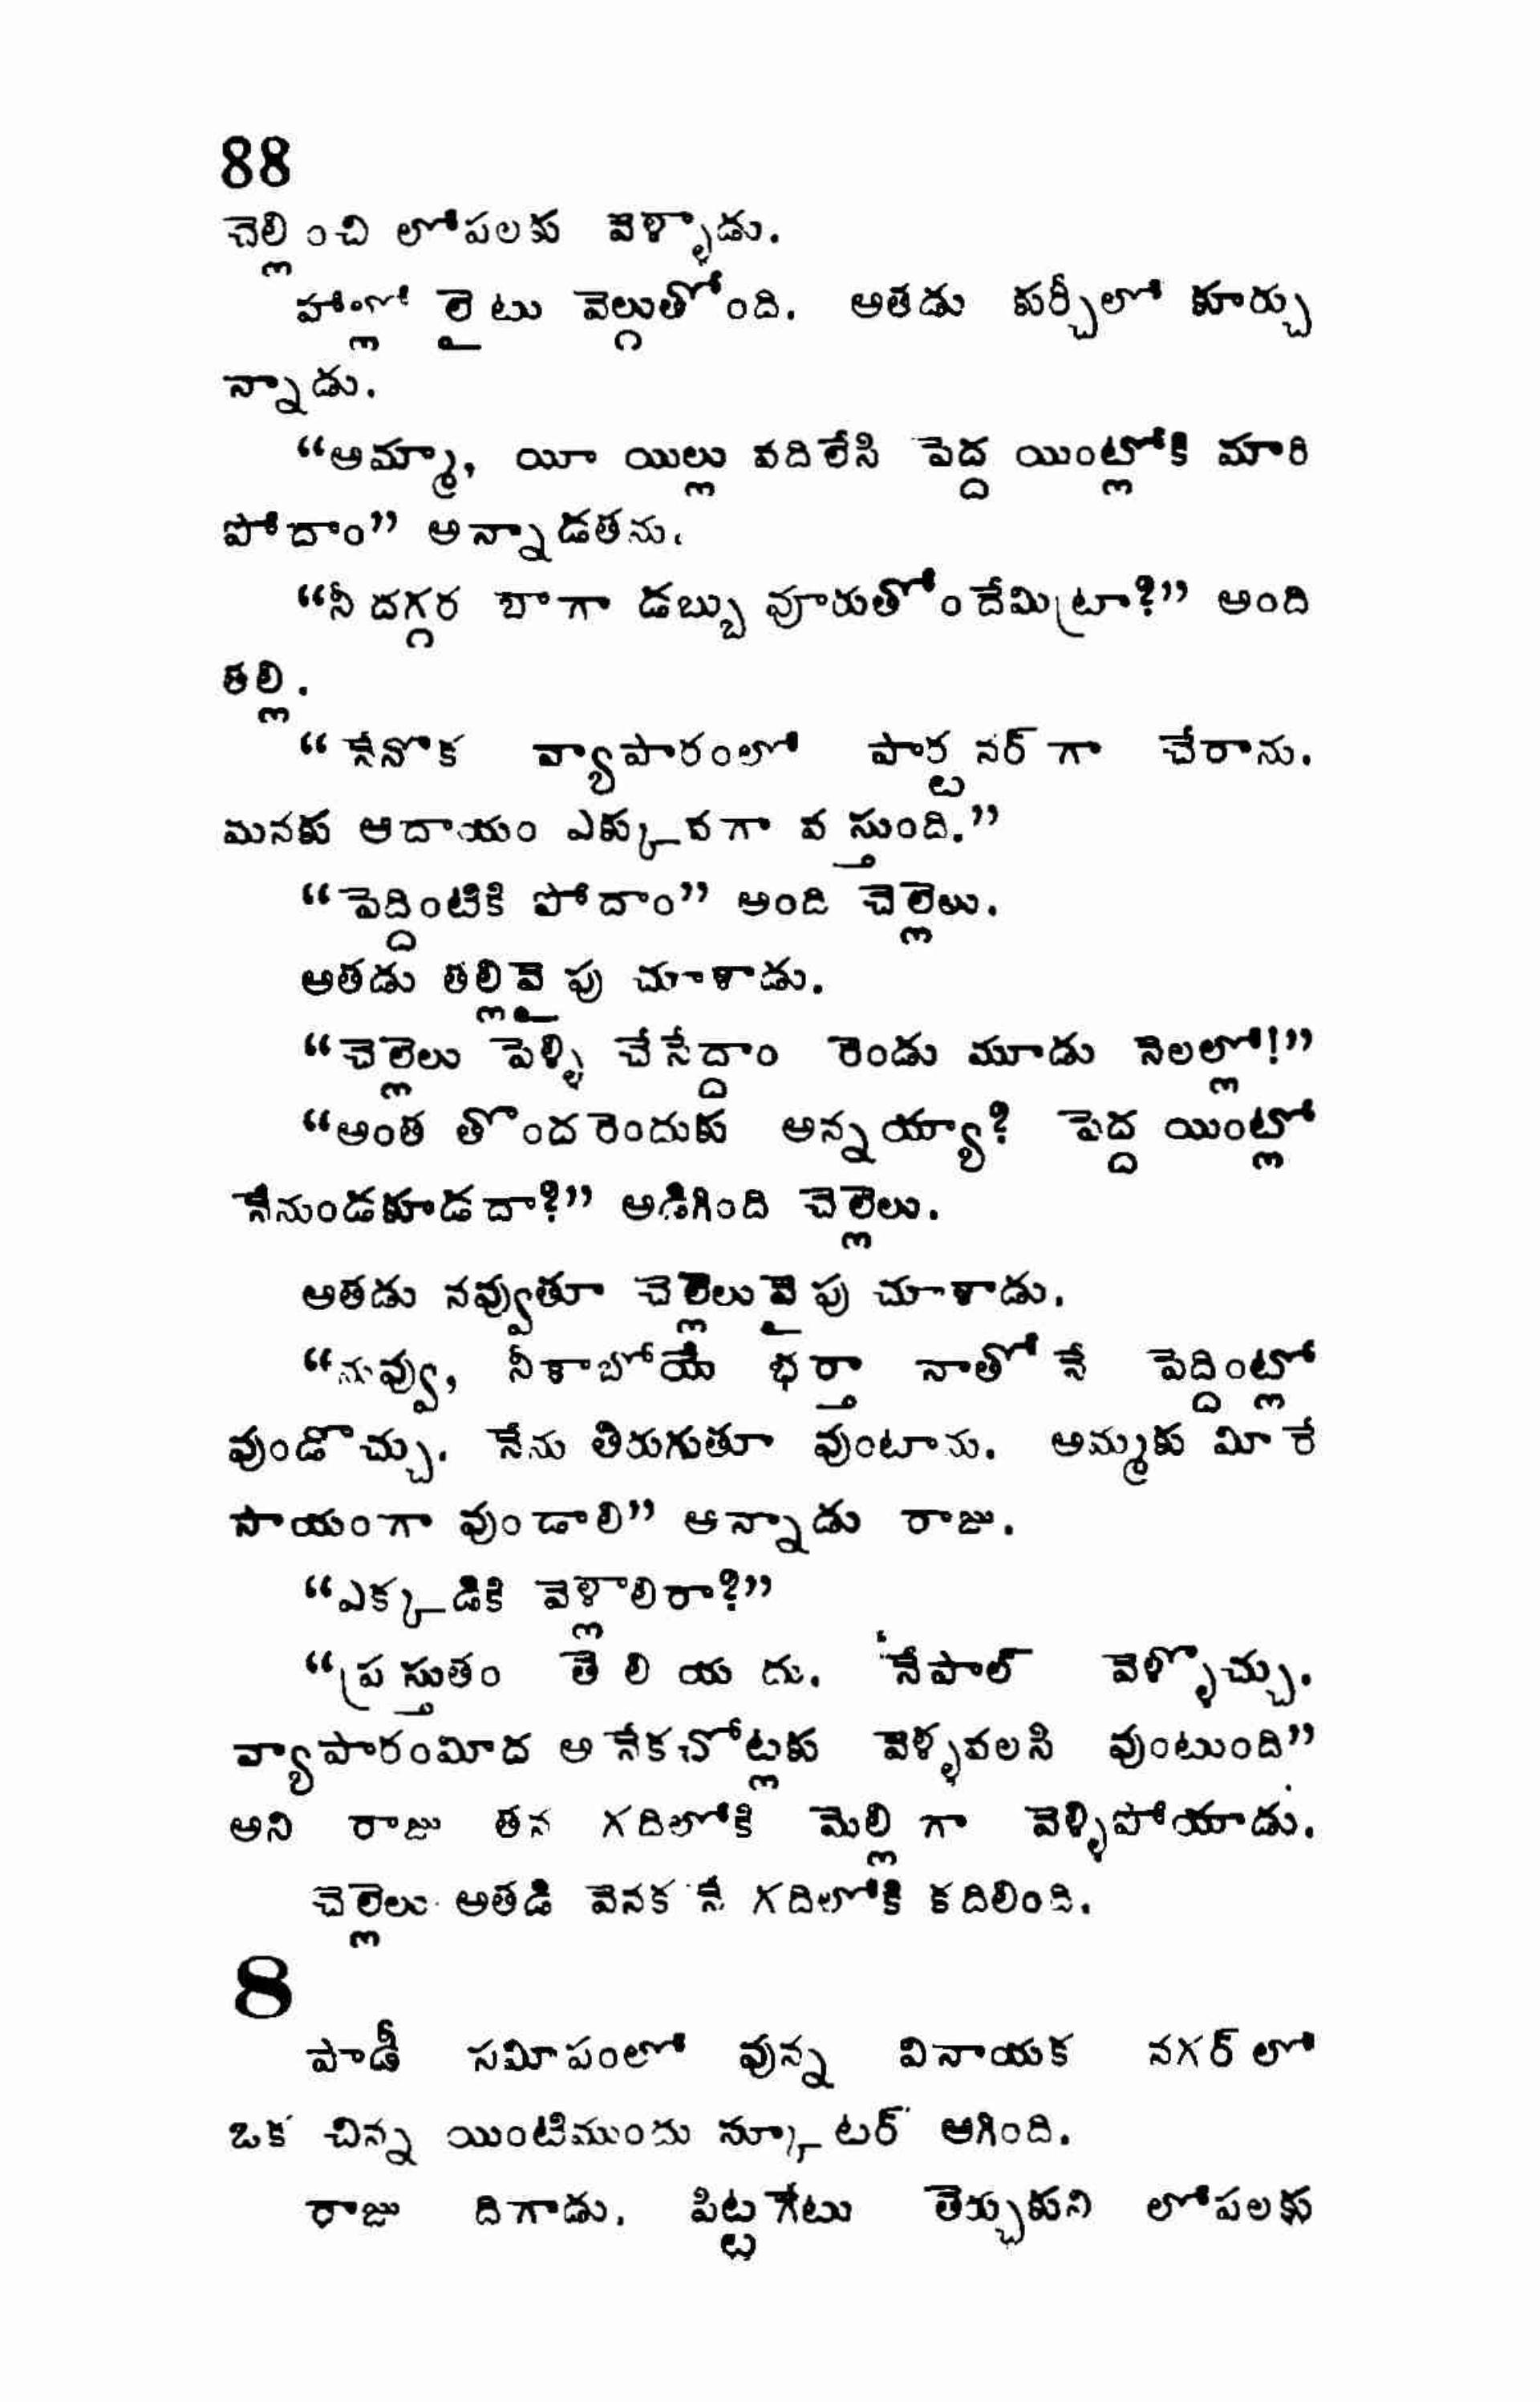 88
చెల్లించి లోపలకు వెళ్ళాడు.
హాల్లో లైటు వెల్గుతోంది. అతడు కుర్చీలో కూర్చు
న్నాడు.
“అమ్మా, యీ యిల్లు వదిలేసి పెద్ద యింట్లోకి మారి
పోదాం” అన్నాడతను.
“నీ దగ్గర బాగా డబ్బు వూరుతోందేమిట్రా?” అంది
తల్లి.
“నేనొక వ్యాపారంలో పార్ట్నర్‌గా చేరాను.
మనకు ఆదాయం ఎక్కువగా వస్తుంది.”
“పెద్దింటికి పోదాం” అంది చెల్లెలు.
అతడు తల్లివైపు చూశాడు.
“చెల్లెలు పెళ్ళి చేసేద్దాం రెండు మూడు నెలల్లో!”
“అంత తొందరెందుకు అన్నయ్యా? పెద్ద యింట్లో
నేనుండకూడదా?” అడిగింది చెల్లెలు.
అతడు నవ్వుతూ చెల్లెలువైపు చూశాడు.
“నువ్వు, నీకాబోయే భర్తా నాతోనే పెద్దింట్లో
వుండొచ్చు. నేను తిరుగుతూ వుంటాను. అమ్మకు మీరే
సాయంగా వుండాలి” అన్నాడు రాజు.
“ఎక్కడికి వెళ్లాలిరా?”
“ప్రస్తుతం తెలియదు. నేపాల్ వెళ్ళొచ్చు.
వ్యాపారంమీద అనేకచోట్లకు వెళ్ళవలసి వుంటుంది”
అని రాజు తన గదిలోకి మెల్లిగా వెళ్ళిపోయాడు.
చెల్లెలు అతడి వెనకనే గదిలోకి కదిలింది.
8
పాడీ సమీపంలో వున్న వినాయక నగర్‌లో
ఒక చిన్న యింటిముందు స్కూటర్ ఆగింది.
రాజు దిగాడు. పిట్టగేటు తెర్చుకుని లోపలకు